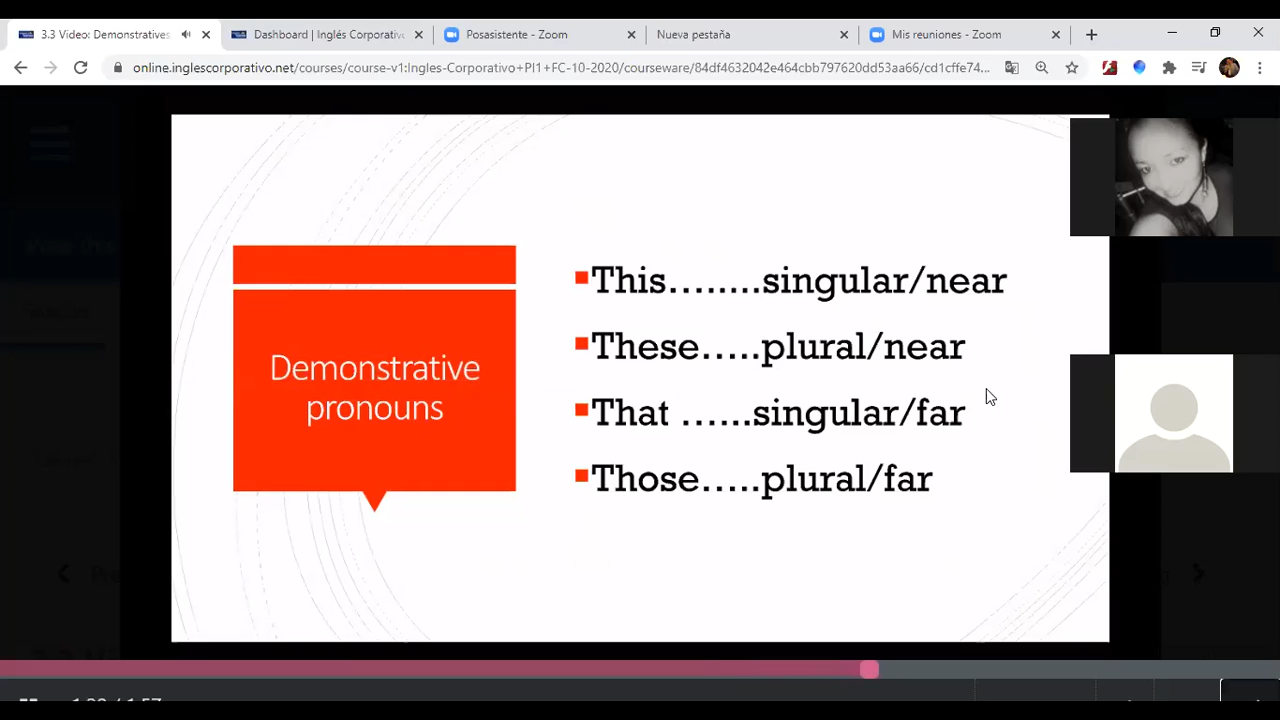 3.3 Video: Demonstratives
Dashboard | Inglés Corporativo
Posasistente - Zoom
Nueva pestaña
Mis reuniones - Zoom
online.inglescorporativo.net/courses/course-v1:Ingles-Corporativo+PI1+FC-10-2020/courseware/84df4632042e464cbb797620dd53aa66/cd1cffe74...
Demonstrative
pronouns
This........singular/near
These.....plural/near
That ......singular/far
Those.....plural/far